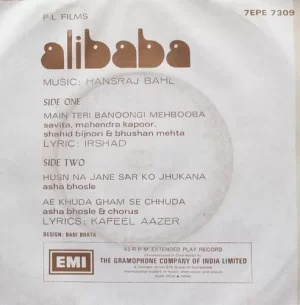 P.L. FILMS
7EPE 7309
alibaba
MUSIC: HANSRAJ BAHL
SIDE ONE
MAIN TERI BANOONGI MEHBOOBA
savita, mahendra kapoor,
shahid bijnori & bhushan mehta
LYRIC: IRSHAD
SIDE TWO
HUSN NA JANE SAR KO JHUKANA
asha bhosle
AE KHUDA GHAM SE CHHUDA
asha bhosle & chorus
LYRICS: KAFEEL AAZER
DESIGN: BANI BHATA
EMI
45 R.P.M. EXTENDED PLAY RECORD
THE GRAMOPHONE COMPANY OF INDIA LIMITED